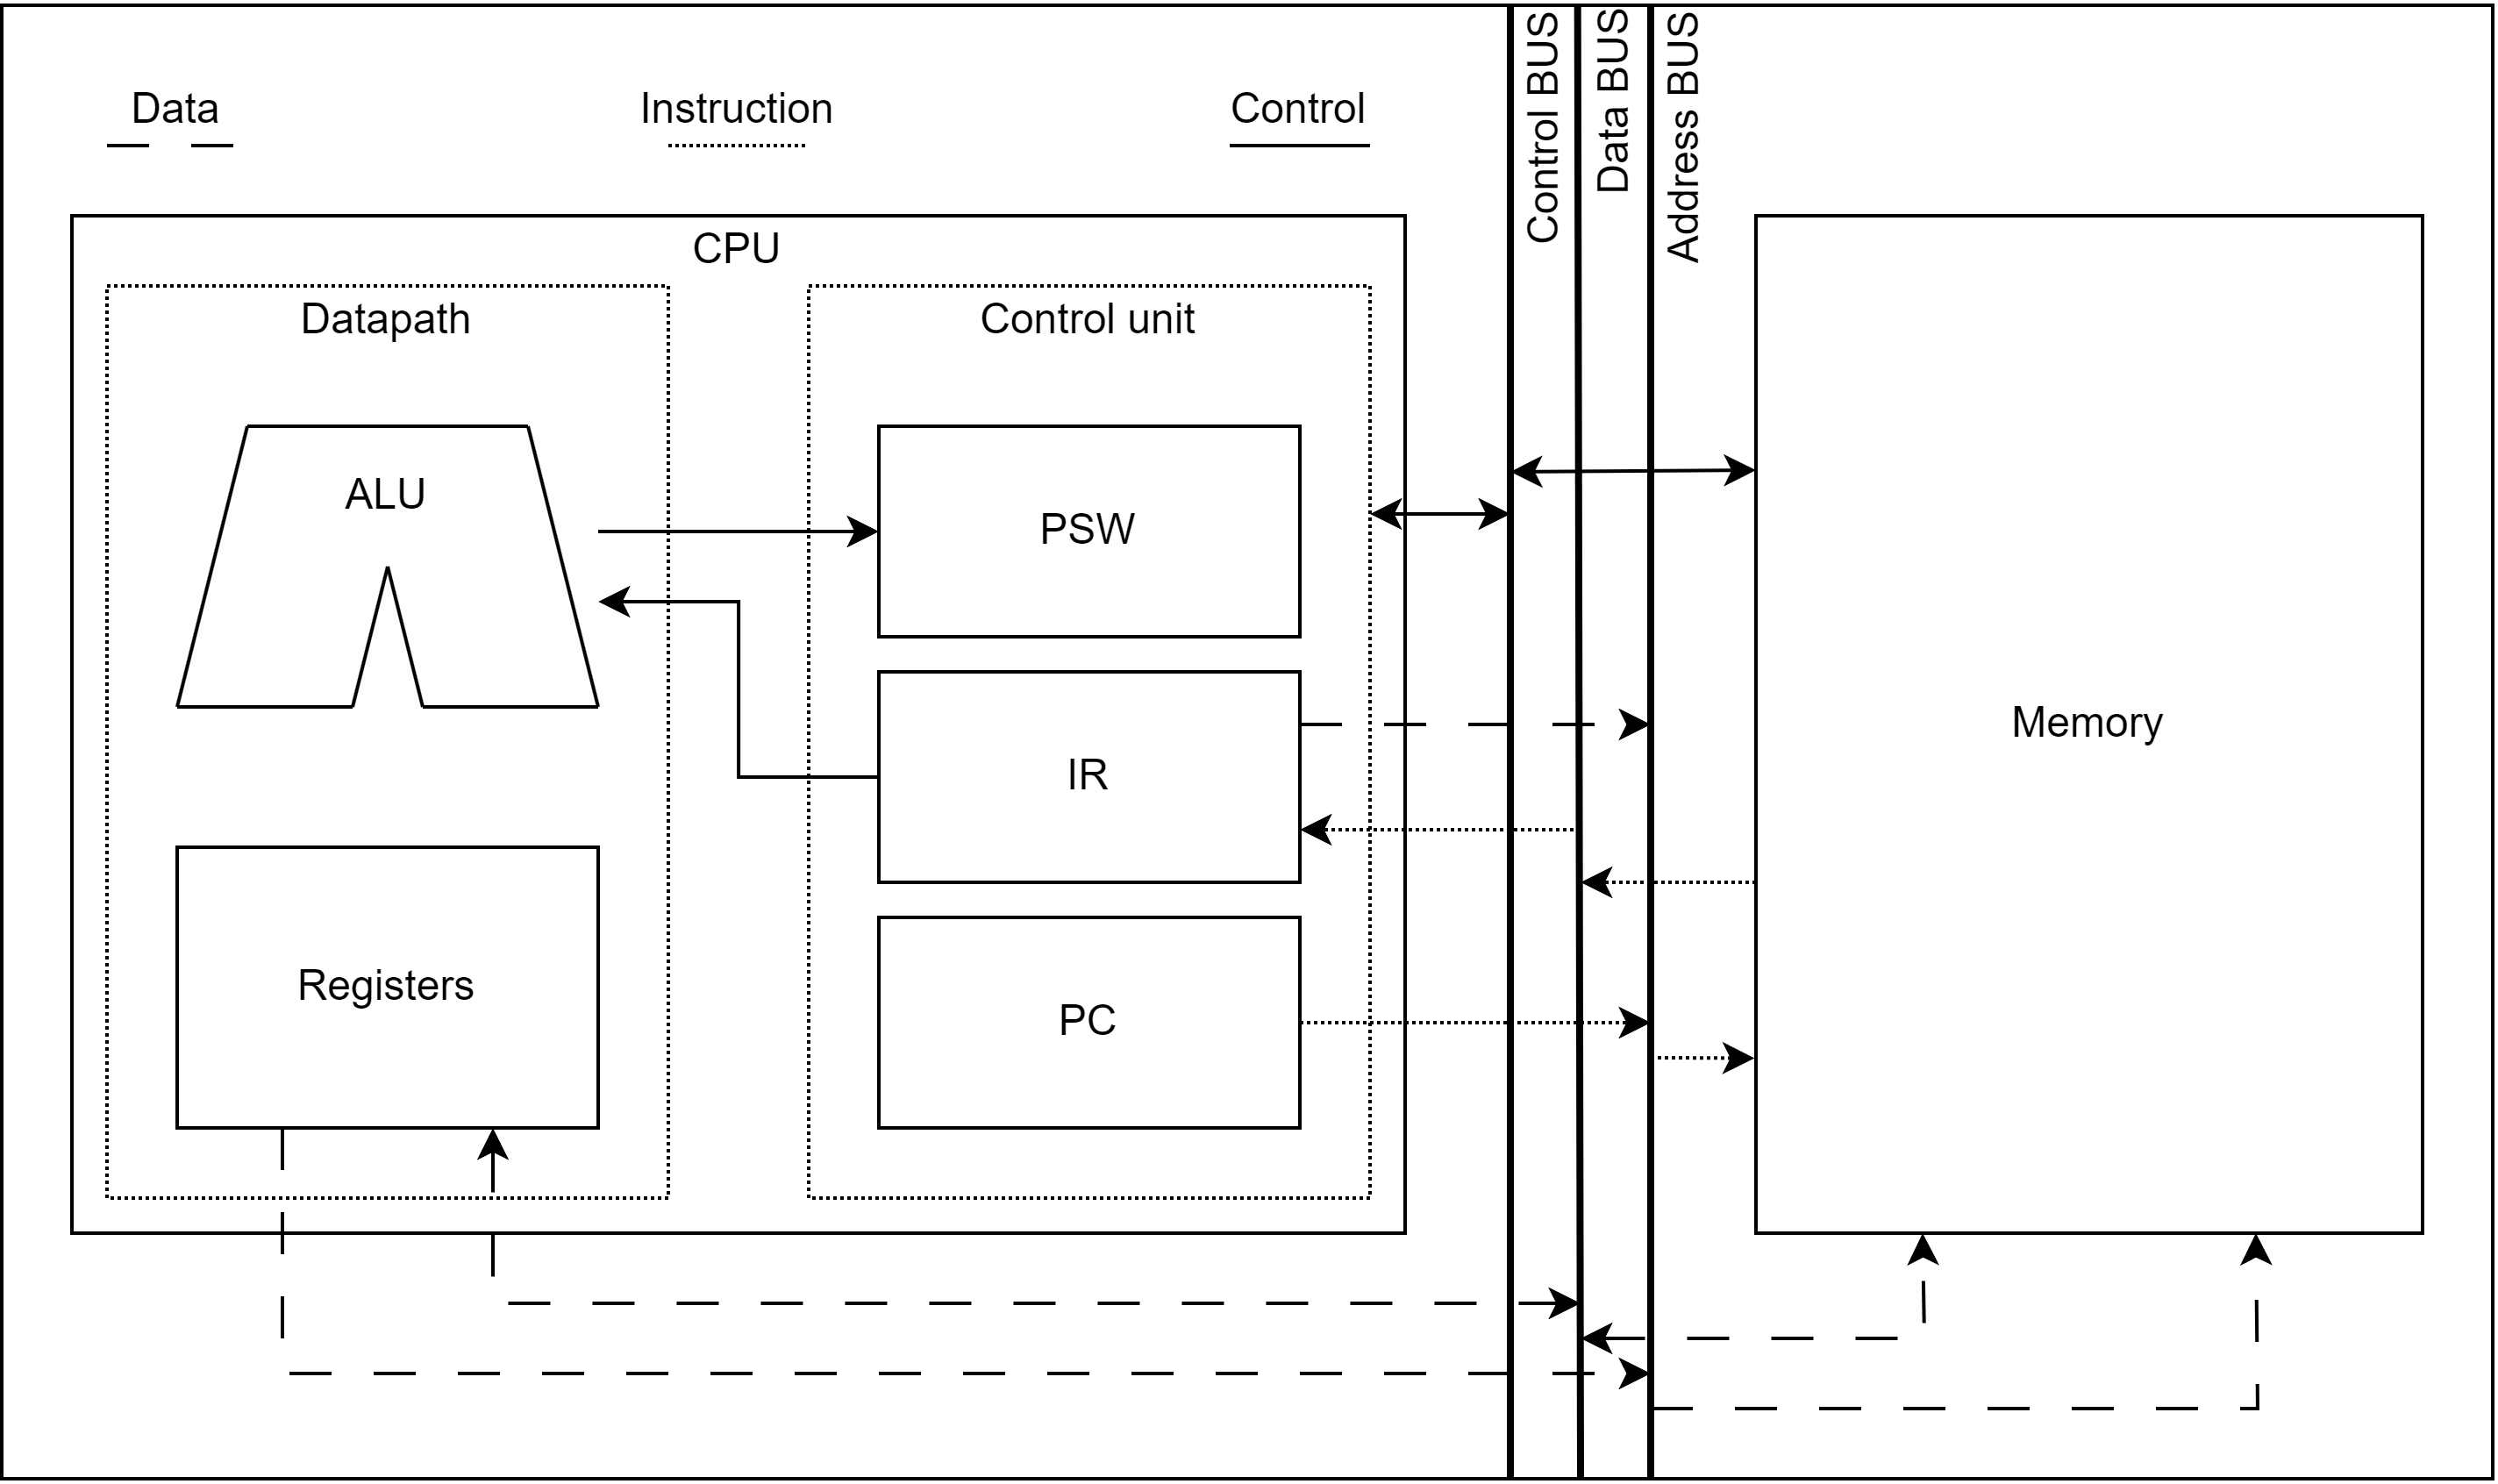 Data
Instruction
Control
Control BUS
Data BUS
Address BUS
CPU
Datapath
Control unit
ALU
PSW
IR
Memory
Registers
PC